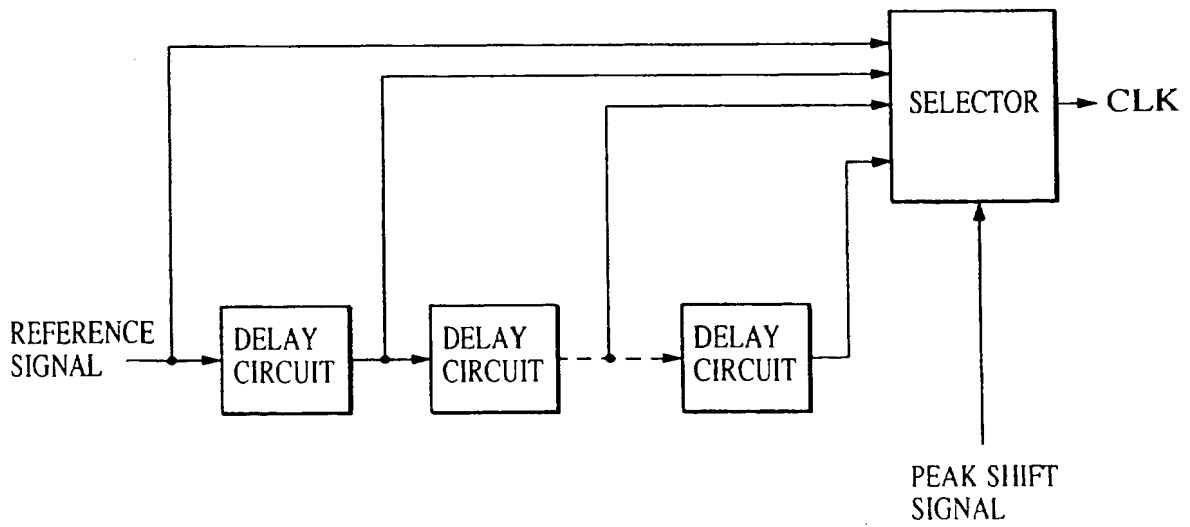 SELECTOR
CLK
REFERENCE
SIGNAL
DELAY
CIRCUIT
DELAY
CIRCUIT
DELAY
CIRCUIT
PEAK SHIFT
SIGNAL